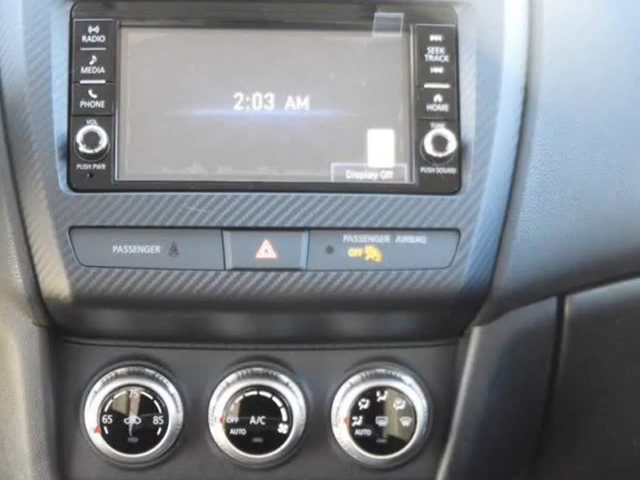 RADIO
MEDIA
PHONE
VOL
PUSH PWR
2:03 AM
Display Off
SEEK
TRACK
HOME
TUNE
PUSH SOUND
PASSENGER
PASSENGER AIRBAG
OFF
65 75 85
OFF A/C
AUTO
AUTO